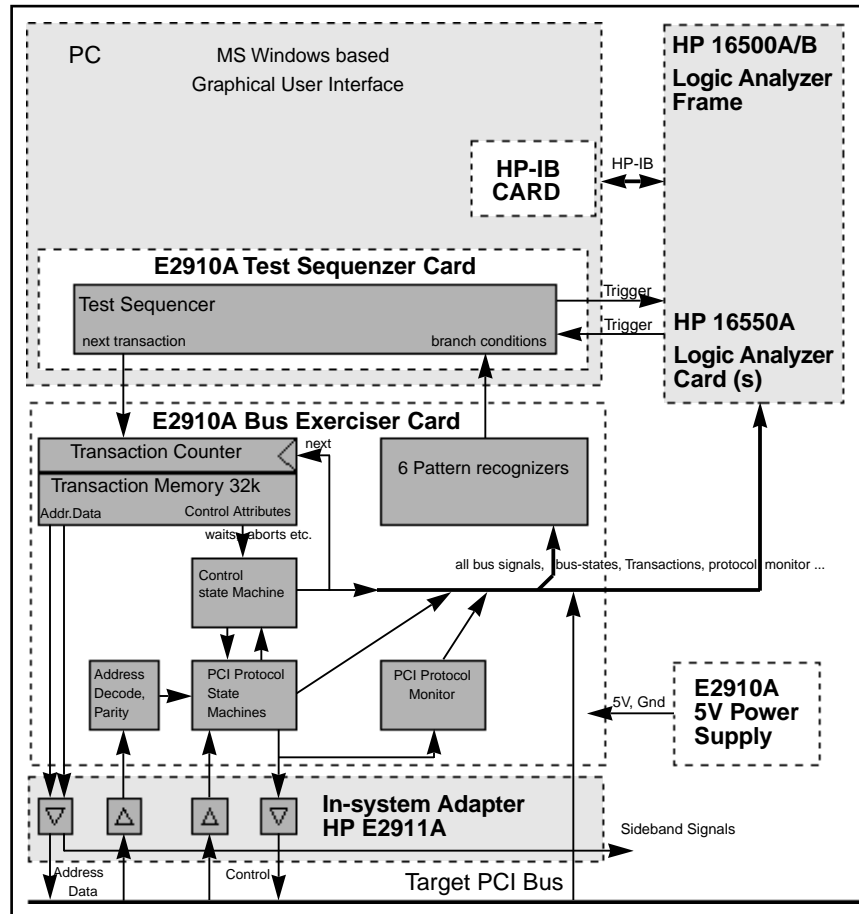 PC
MS Windows based
Graphical User Interface
HP 16500A/B
Logic Analyzer
Frame
HP-IB
CARD
HP-IB
E2910A Test Sequenzer Card
Test Sequencer
next transaction
branch conditions
Trigger
Trigger
HP 16550A
Logic Analyzer
Card (s)
E2910A Bus Exerciser Card
Transaction Counter
next
Transaction Memory 32k
Addr.Data
Control Attributes
waits, aborts etc.
6 Pattern recognizers
all bus signals, bus-states, Transactions, protocol monitor ...
Control
state Machine
Address
Decode,
Parity
PCI Protocol
State
Machines
PCI Protocol
Monitor
5V, Gnd
E2910A
5V Power
Supply
In-system Adapter
HP E2911A
Sideband Signals
Address
Data
Control
Target PCI Bus